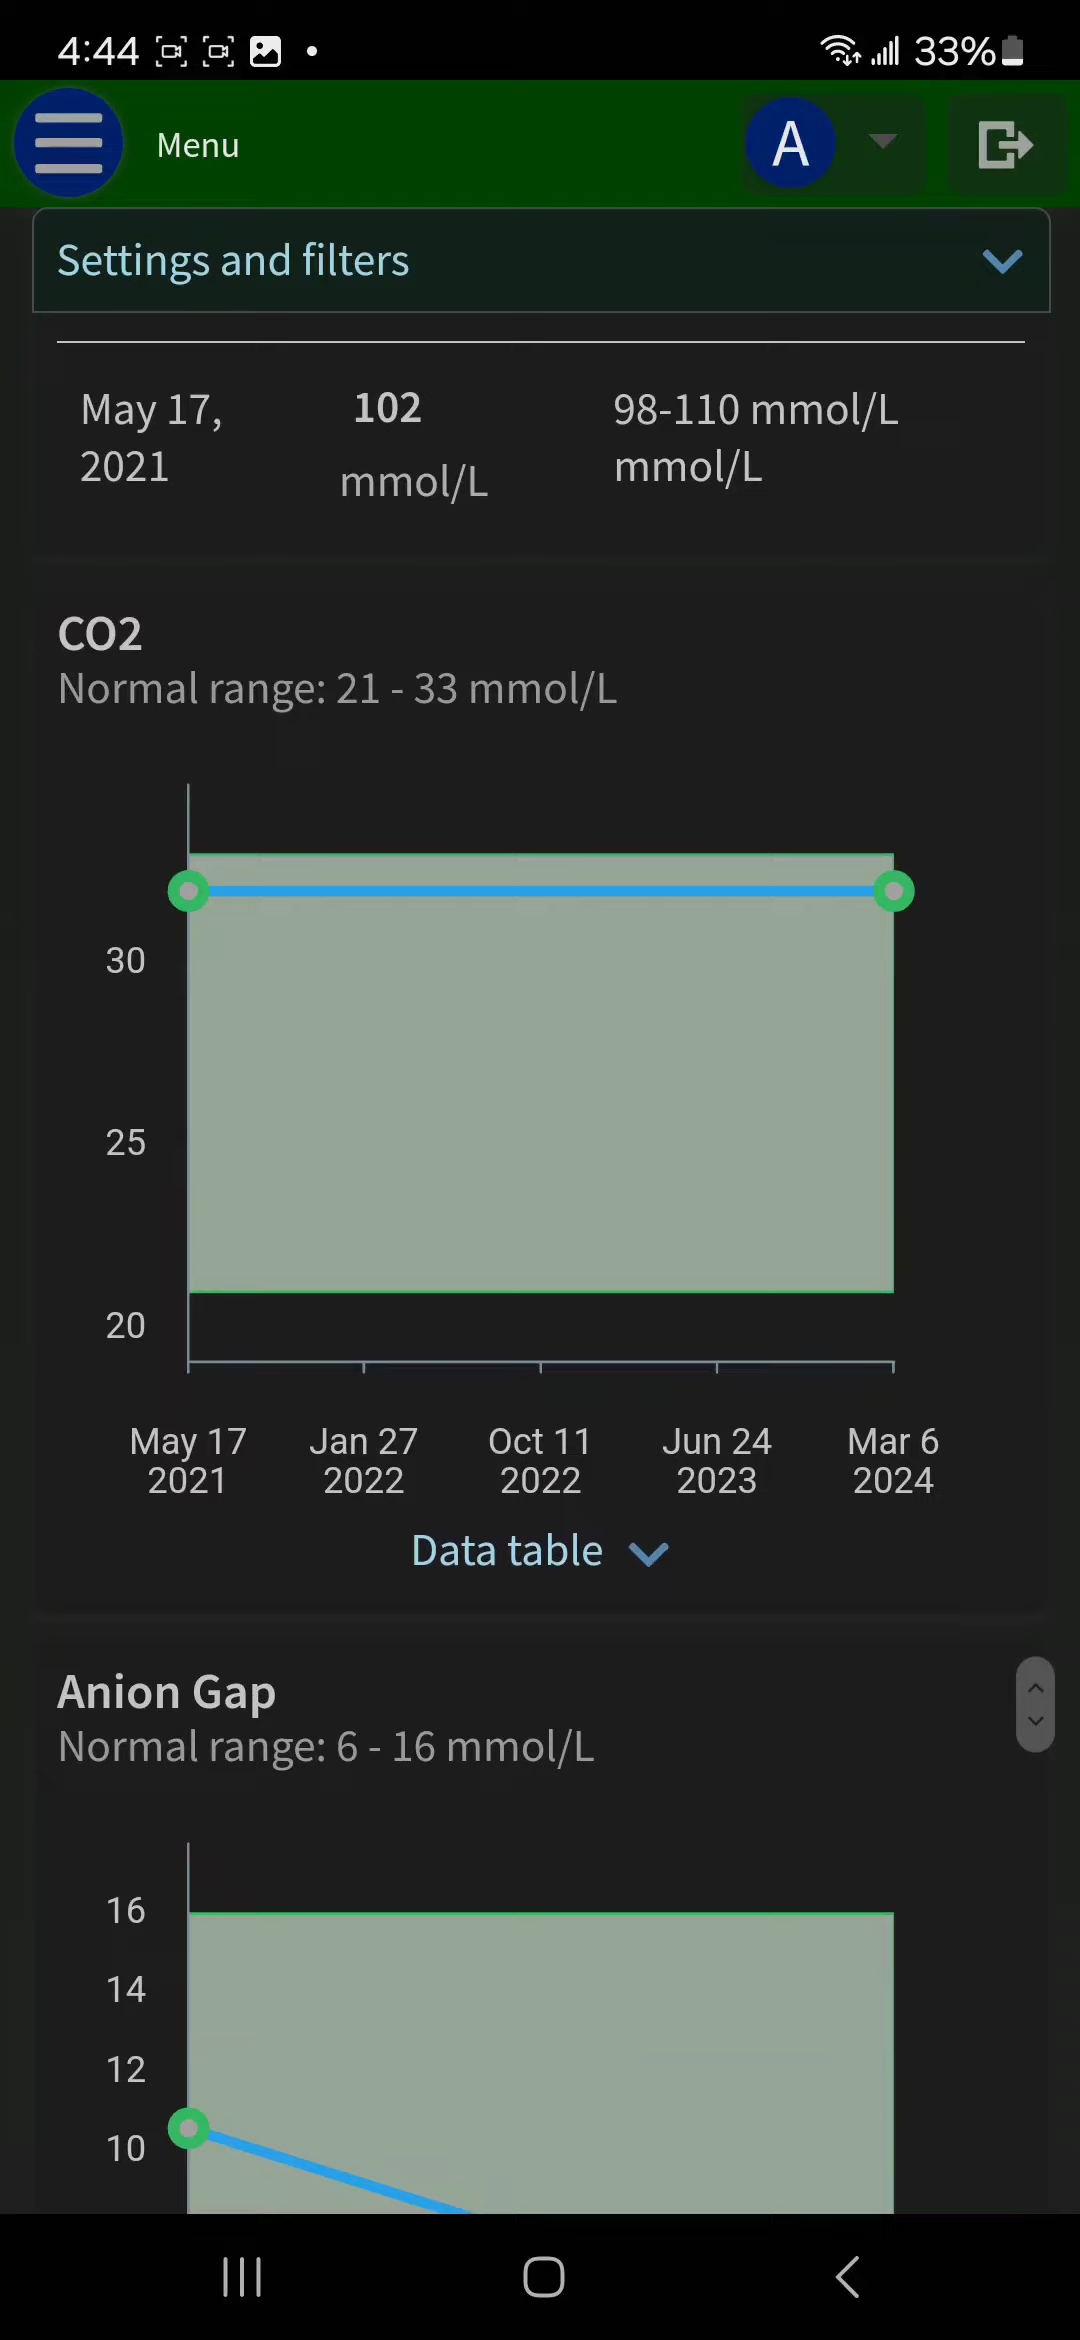 4:44
33%
Menu
A
Settings and filters
May 17,
2021
102
mmol/L
98-110 mmol/L
mmol/L
CO2
Normal range: 21 - 33 mmol/L
30
25
20
May 17
2021
Jan 27
2022
Oct 11
2022
Jun 24
2023
Mar 6
2024
Data table
Anion Gap
Normal range: 6 - 16 mmol/L
16
14
12
10